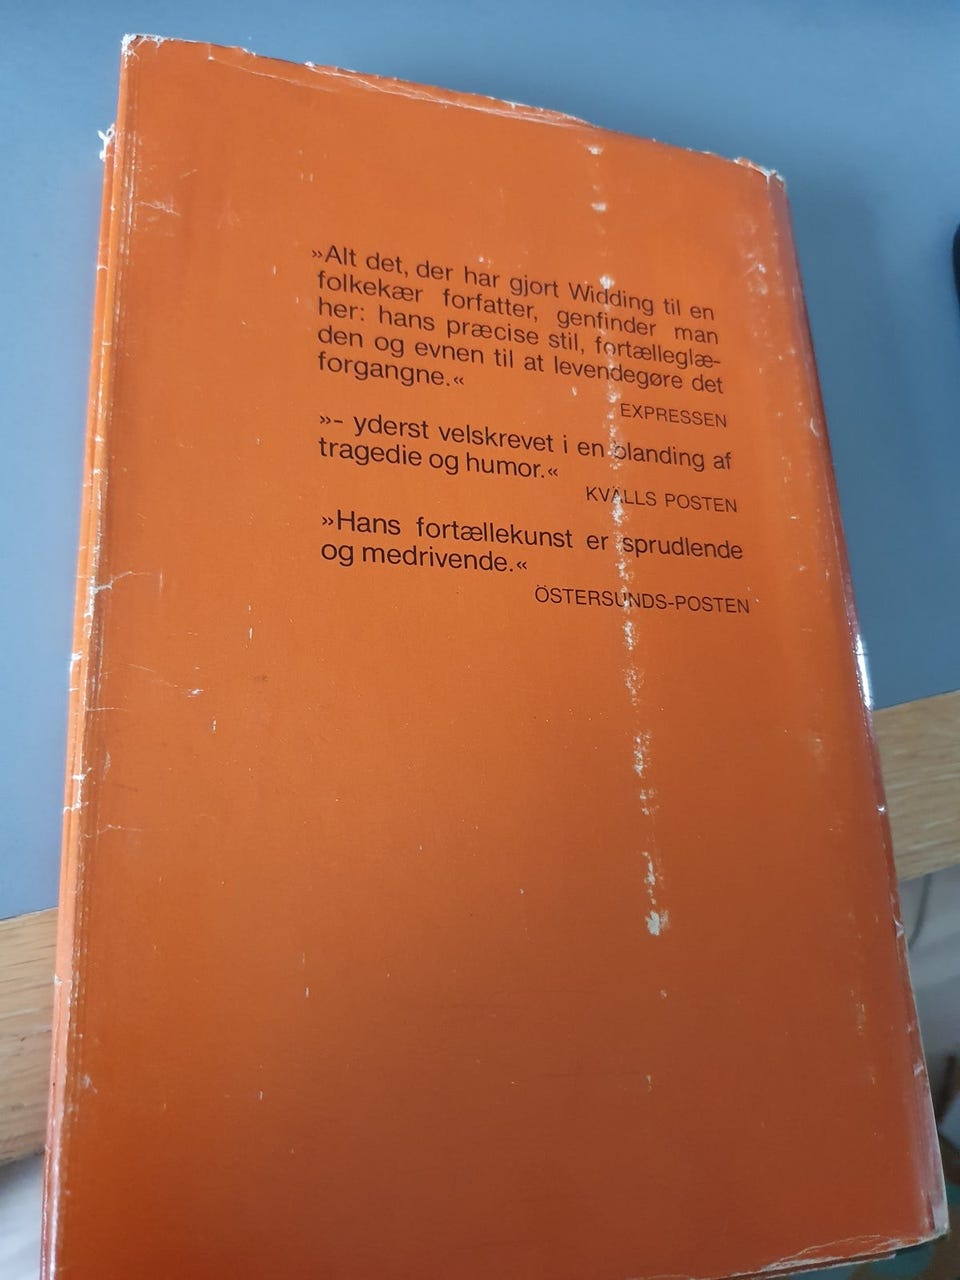 »Alt det, der har gjort Widding til en
folkekær forfatter, genfinder man
her: hans præcise stil, fortælleglæ-
den og evnen til at levendegøre det
forgangne.«
EXPRESSEN
»– yderst velskrevet i en blanding af
tragedie og humor.«
KVÄLLS POSTEN
»Hans fortællekunst er sprudlende
og medrivende.«
ÖSTERSUNDS-POSTEN